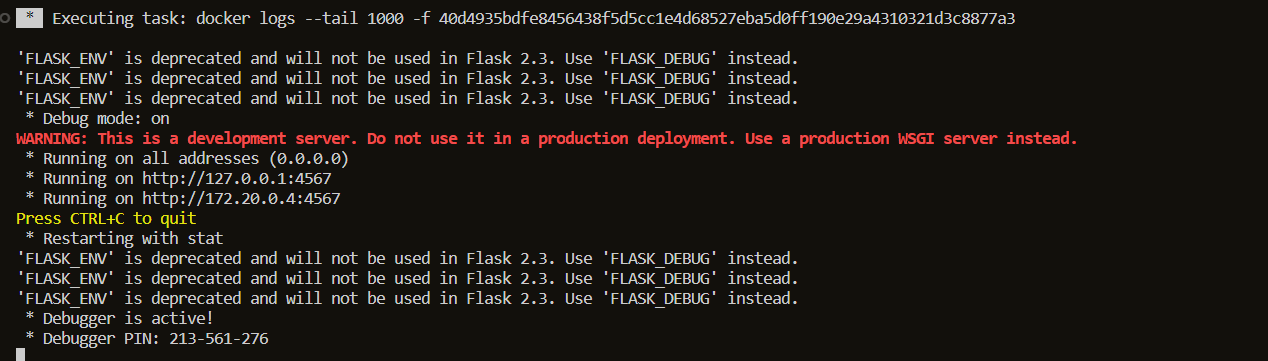 * Executing task: docker logs --tail 1000 -f 40d4935bdfe8456438f5d5cc1e4d68527eba5d0ff190e29a4310321d3c8877a3
'FLASK_ENV' is deprecated and will not be used in Flask 2.3. Use 'FLASK_DEBUG' instead.
'FLASK_ENV' is deprecated and will not be used in Flask 2.3. Use 'FLASK_DEBUG' instead.
'FLASK_ENV' is deprecated and will not be used in Flask 2.3. Use 'FLASK_DEBUG' instead.
* Debug mode: on
WARNING: This is a development server. Do not use it in a production deployment. Use a production WSGI server instead.
* Running on all addresses (0.0.0.0)
* Running on http://127.0.0.1:4567
* Running on http://172.20.0.4:4567
Press CTRL+C to quit
* Restarting with stat
'FLASK_ENV' is deprecated and will not be used in Flask 2.3. Use 'FLASK_DEBUG' instead.
'FLASK_ENV' is deprecated and will not be used in Flask 2.3. Use 'FLASK_DEBUG' instead.
'FLASK_ENV' is deprecated and will not be used in Flask 2.3. Use 'FLASK_DEBUG' instead.
* Debugger is active!
* Debugger PIN: 213-561-276